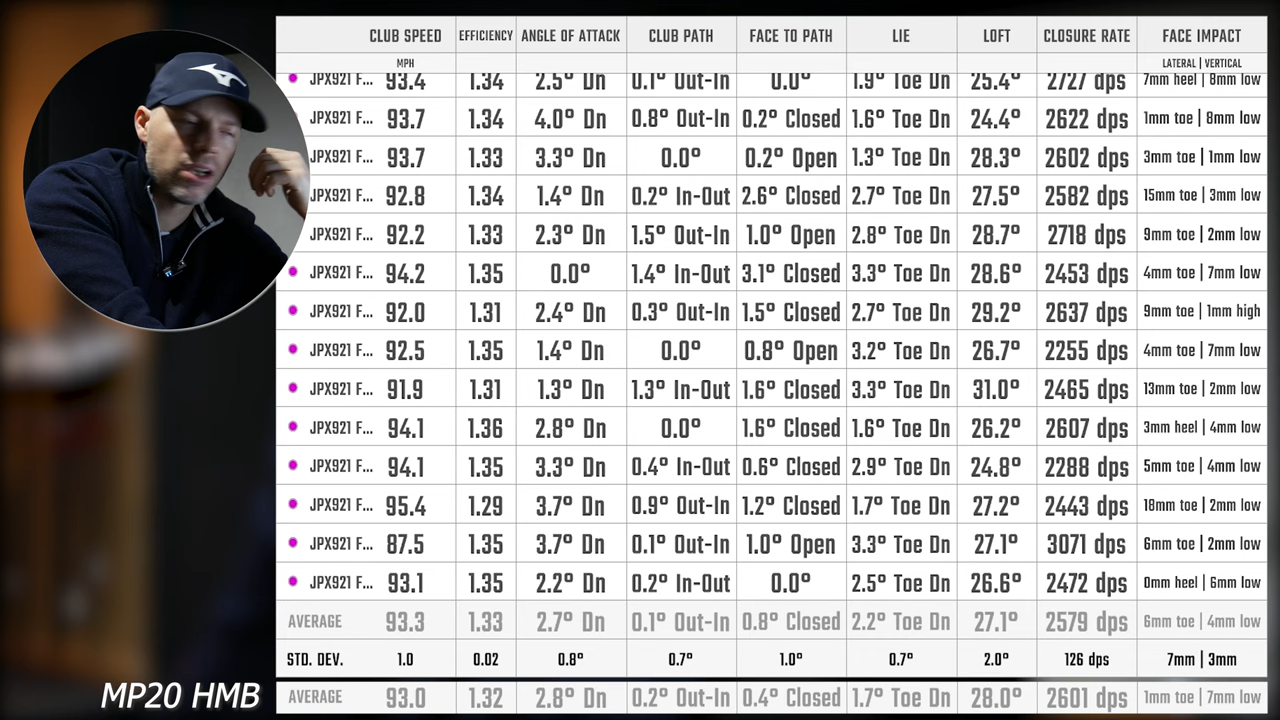 CLUB SPEED EFFICIENCY ANGLE OF ATTACK CLUB PATH FACE TO PATH LIE LOFT CLOSURE RATE FACE IMPACT
MPH LATERAL | VERTICAL
JPX921 F... 93.4 1.34 2.5° Dn 0.1° Out-In 0.0° 1.9° Toe Dn 25.4° 2727 dps 7mm heel | 8mm low
JPX921 F... 93.7 1.34 4.0° Dn 0.8° Out-In 0.2° Closed 1.6° Toe Dn 24.4° 2622 dps 1mm toe | 8mm low
JPX921 F... 93.7 1.33 3.3° Dn 0.0° 0.2° Open 1.3° Toe Dn 28.3° 2602 dps 3mm toe | 1mm low
JPX921 F... 92.8 1.34 1.4° Dn 0.2° In-Out 2.6° Closed 2.7° Toe Dn 27.5° 2582 dps 15mm toe | 3mm low
JPX921 F... 92.2 1.33 2.3° Dn 1.5° Out-In 1.0° Open 2.8° Toe Dn 28.7° 2718 dps 9mm toe | 2mm low
JPX921 F... 94.2 1.35 0.0° 1.4° In-Out 3.1° Closed 3.3° Toe Dn 28.6° 2453 dps 4mm toe | 7mm low
JPX921 F... 92.0 1.31 2.4° Dn 0.3° Out-In 1.5° Closed 2.7° Toe Dn 29.2° 2637 dps 9mm toe | 1mm high
JPX921 F... 92.5 1.35 1.4° Dn 0.0° 0.8° Open 3.2° Toe Dn 26.7° 2255 dps 4mm toe | 7mm low
JPX921 F... 91.9 1.31 1.3° Dn 1.3° In-Out 1.6° Closed 3.3° Toe Dn 31.0° 2465 dps 13mm toe | 2mm low
JPX921 F... 94.1 1.36 2.8° Dn 0.0° 1.6° Closed 1.6° Toe Dn 26.2° 2607 dps 3mm heel | 4mm low
JPX921 F... 94.1 1.35 3.3° Dn 0.4° In-Out 0.6° Closed 2.9° Toe Dn 24.8° 2288 dps 5mm toe | 4mm low
JPX921 F... 95.4 1.29 3.7° Dn 0.9° Out-In 1.2° Closed 1.7° Toe Dn 27.2° 2443 dps 18mm toe | 2mm low
JPX921 F... 87.5 1.35 3.7° Dn 0.1° Out-In 1.0° Open 3.3° Toe Dn 27.1° 3071 dps 6mm toe | 2mm low
JPX921 F... 93.1 1.35 2.2° Dn 0.2° In-Out 0.0° 2.5° Toe Dn 26.6° 2472 dps 0mm heel | 6mm low
AVERAGE 93.3 1.33 2.7° Dn 0.1° Out-In 0.8° Closed 2.2° Toe Dn 27.1° 2579 dps 6mm toe | 4mm low
STD. DEV. 1.0 0.02 0.8° 0.7° 1.0° 0.7° 2.0° 126 dps 7mm | 3mm
MP20 HMB AVERAGE 93.0 1.32 2.8° Dn 0.2° Out-In 0.4° Closed 1.7° Toe Dn 28.0° 2601 dps 1mm toe | 7mm low